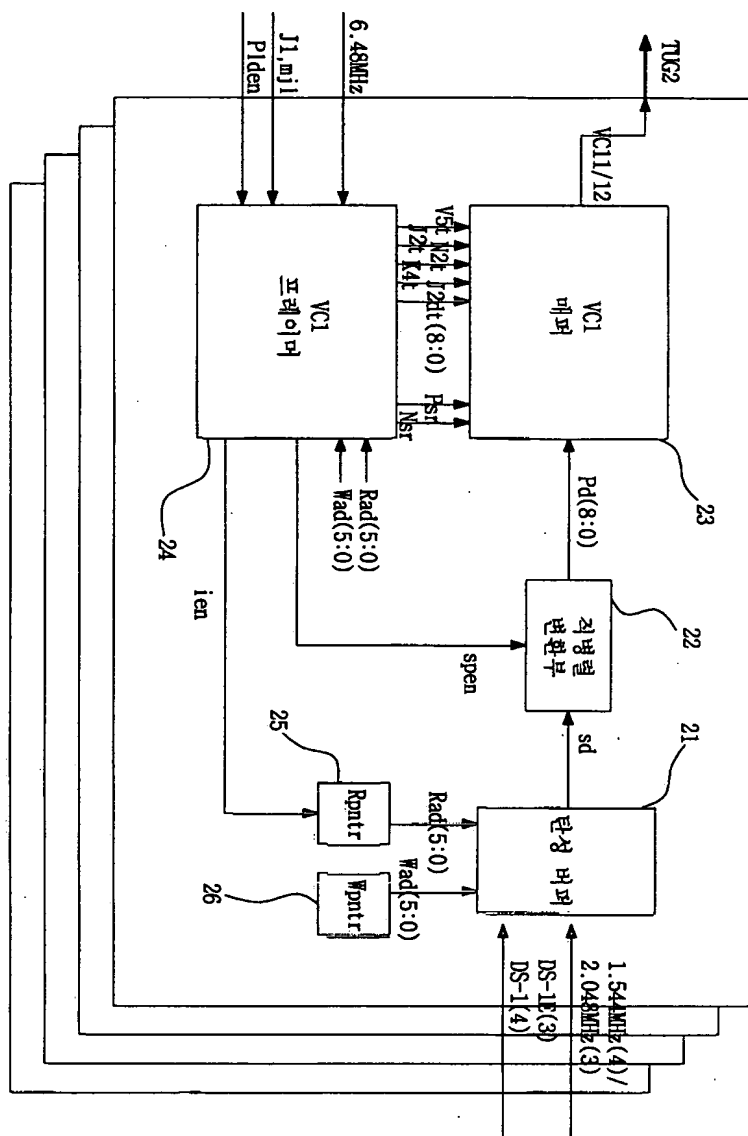 TUG2
VC11/12
VC1
매퍼
23
Pd(8:0)
직병렬
변환부
22
sd
탄성 버퍼
21
1.544MHz(4)/
2.048MHz(3)
DS-1E(3)
DS-1(4)
V5t
J2t
N2t
K4t
J2dt(8:0)
Psr
Nsr
6.48MHz
J1,mj1
Plden
VC1
프레이머
24
Rad(5:0)
Wad(5:0)
ien
spen
25
Rpntr
Rad(5:0)
26
Wpntr
Wad(5:0)